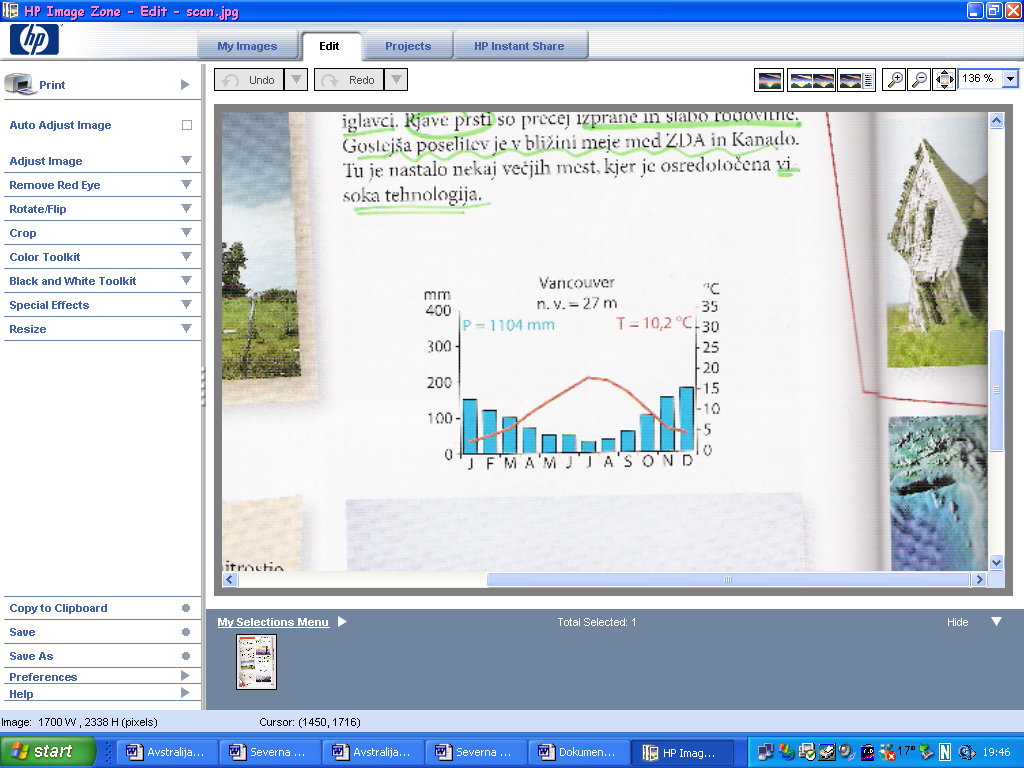 HP Image Zone - Edit - scan.jpg
hp
My Images
Edit
Projects
HP Instant Share
Print
Undo
Redo
136 %
Auto Adjust Image
Adjust Image
Remove Red Eye
Rotate/Flip
Crop
Color Toolkit
Black and White Toolkit
Special Effects
Resize
iglavci. Rjave prsti so precej izprane in slabo rodovitne.
Gostejša poselitev je v bližini meje med ZDA in Kanado.
Tu je nastalo nekaj večjih mest, kjer je osredotočena vi-
soka tehnologija.
Vancouver
n. v. = 27 m
mm
°C
P = 1104 mm
T = 10,2 °C
400
300
200
100
0
35
30
25
20
15
10
5
0
J F M A M J J A S O N D
Copy to Clipboard
Save
Save As
Preferences
Help
My Selections Menu
Total Selected: 1
Hide
Image: 1700 W , 2338 H (pixels)
Cursor: (1450, 1716)
start
Avstralija...
Severna ...
Avstralija...
Severna ...
Dokumen...
HP Imag...
17°
N
19:46